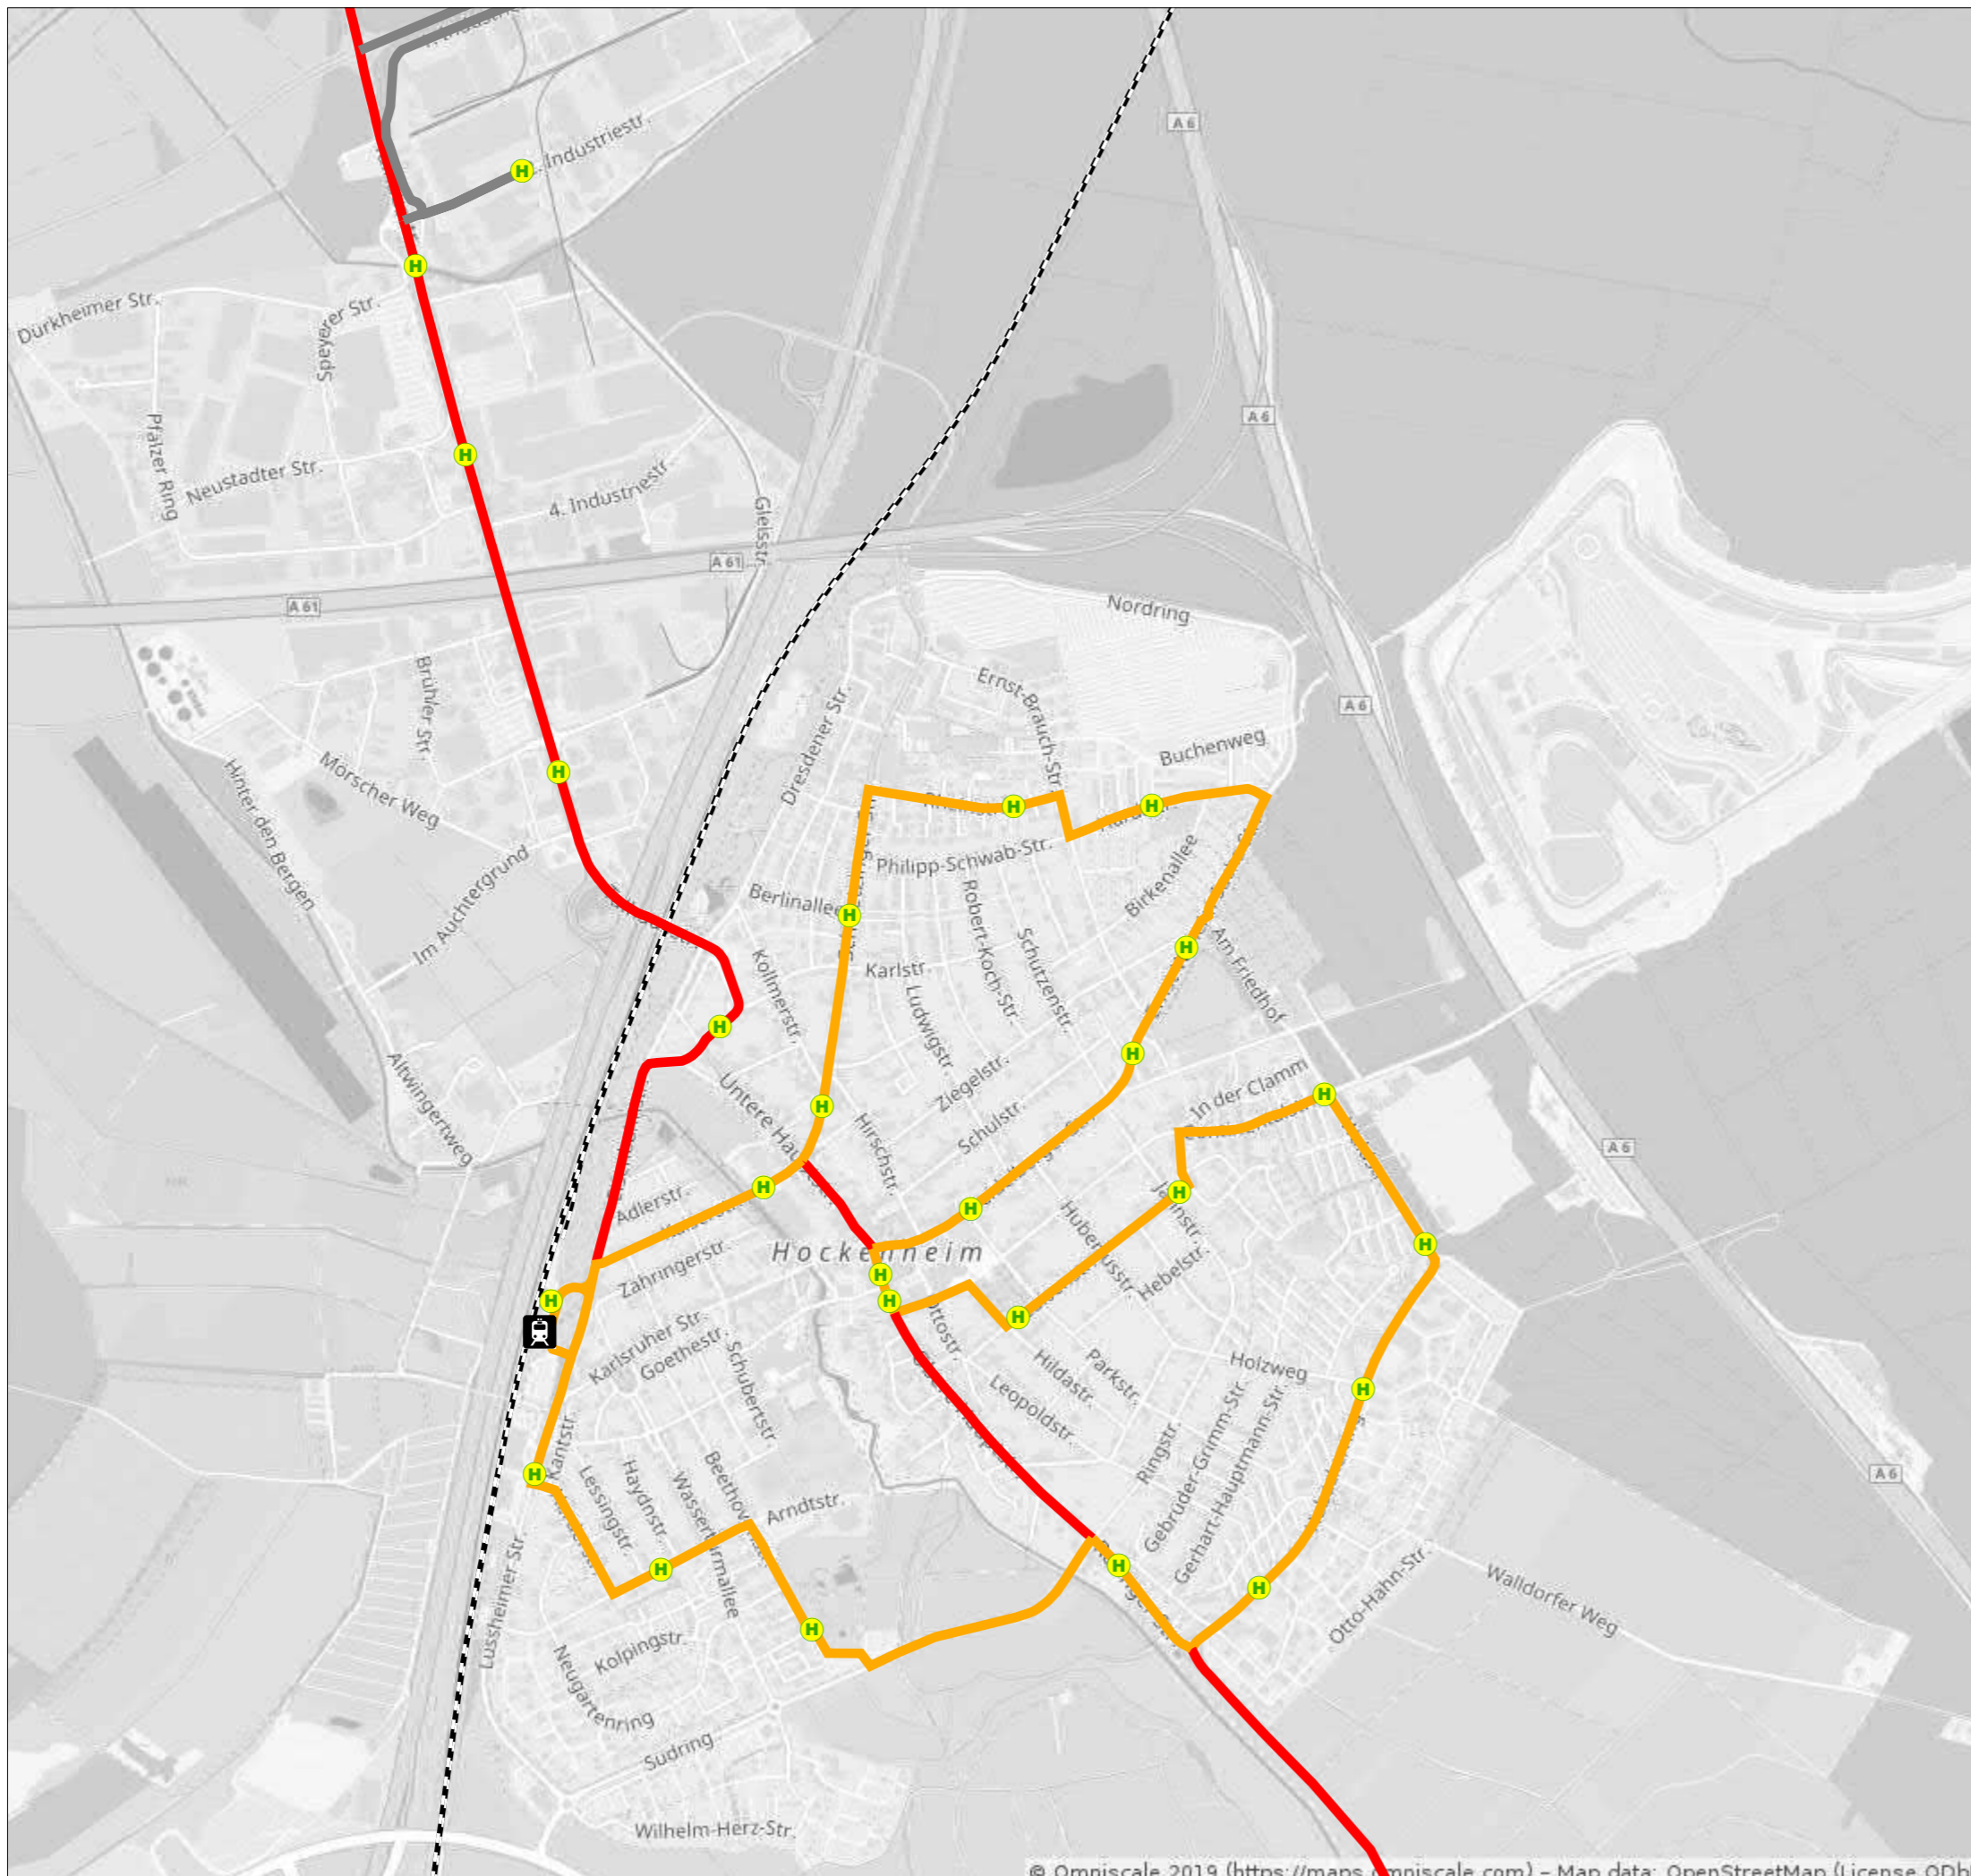 Industriestr.
A 6
H
H
Dürkheimer Str.
Speyerer Str.
A 6
Pfälzer Ring
Neustadter Str.
H
4. Industriestr.
Gleisstr.
A 61
A 61
Nordring
Brühler Str.
Ernst-Brauch-Str.
A 6
Dresdener Str.
Buchenweg
Mörscher Weg
H
Hinter den Bergen
H
H
Philipp-Schwab-Str.
Im Auchtergrund
Birkenallee
Berlinallee
H
Robert-Koch-Str.
Schützenstr.
Am Friedhof
H
Kollmerstr.
Karlstr.
Ludwigstr.
H
H
Altwingertweg
Ziegelstr.
In der Clamm
H
H
Untere Hau
Hirschstr.
Schulstr.
A 6
H
Adlerstr.
H
Jahnstr.
H
Hubertusstr.
Hockenheim
H
Zähringerstr.
Hebelstr.
H
H
H
H
Karlsruher Str.
Goethestr.
Schubertstr.
Ottostr.
Hildastr.
Parkstr.
Holzweg
H
Leopoldstr.
Kantstr.
H
Ringstr.
Gebrüder-Grimm-Str.
Gerhart-Hauptmann-Str.
A 6
Lessingstr.
Haydnstr.
Wasserturmallee
Arndtstr.
H
H
H
Lussheimer Str.
Otto-Hahn-Str.
Walldorfer Weg
H
Kolpingstr.
Neugartenring
Südring
Wilhelm-Herz-Str.
© Omniscale 2019 (https://maps.omniscale.com) - Map data: OpenStreetMap (License ODb